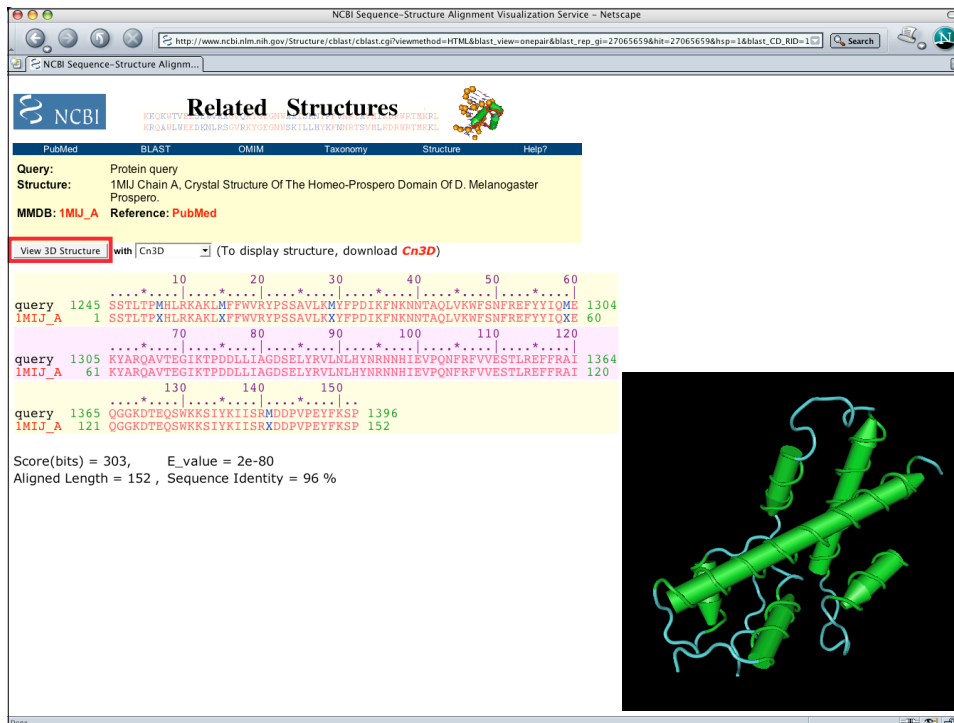 NCBI Sequence-Structure Alignment Visualization Service - Netscape
http://www.ncbi.nlm.nih.gov/Structure/cblast/cblast.cgi?viewmethod=HTML&blast_view=onepair&blast_rep_gi=27065659&hit=27065659&hsp=1&blast_CD_RID=1 Search N
NCBI Sequence-Structure Alignm...
NCBI Related Structures
KRQAWLWEEDKNLRSGVRKYGEGNWSKILLHYKFNNRTSVMLKDRWRTMKKL
PubMed BLAST OMIM Taxonomy Structure Help?
Query: Protein query
Structure: 1MIJ Chain A, Crystal Structure Of The Homeo-Prospero Domain Of D. Melanogaster
Prospero.
MMDB: 1MIJ_A Reference: PubMed
View 3D Structure with Cn3D (To display structure, download Cn3D)
10 20 30 40 50 60
....*....|....*....|....*....|....*....|....*....|....*....|
query 1245 SSTLTPMHLRKAKLMFFWVRYPSSAVLKMYFPDIKFNKNNTAQLVKWFSNFREFYYIQME 1304
1MIJ_A 1 SSTLTPXHLRKAKLXFFWVRYPSSAVLKXYFPDIKFNKNNTAQLVKWFSNFREFYYIQXE 60
70 80 90 100 110 120
....*....|....*....|....*....|....*....|....*....|....*....|
query 1305 KYARQAVTEGIKTPDDLLIAGDSELYRVLNLHYNRNNHIEVPQNFRFVVESTLREFFRAI 1364
1MIJ_A 61 KYARQAVTEGIKTPDDLLIAGDSELYRVLNLHYNRNNHIEVPQNFRFVVESTLREFFRAI 120
130 140 150
....*....|....*....|....*....|..
query 1365 QGGKDTEQSWKKSIYKIISRMDDPVPEYFKSP 1396
1MIJ_A 121 QGGKDTEQSWKKSIYKIISRXDDPVPEYFKSP 152
Score(bits) = 303, E_value = 2e-80
Aligned Length = 152 , Sequence Identity = 96 %